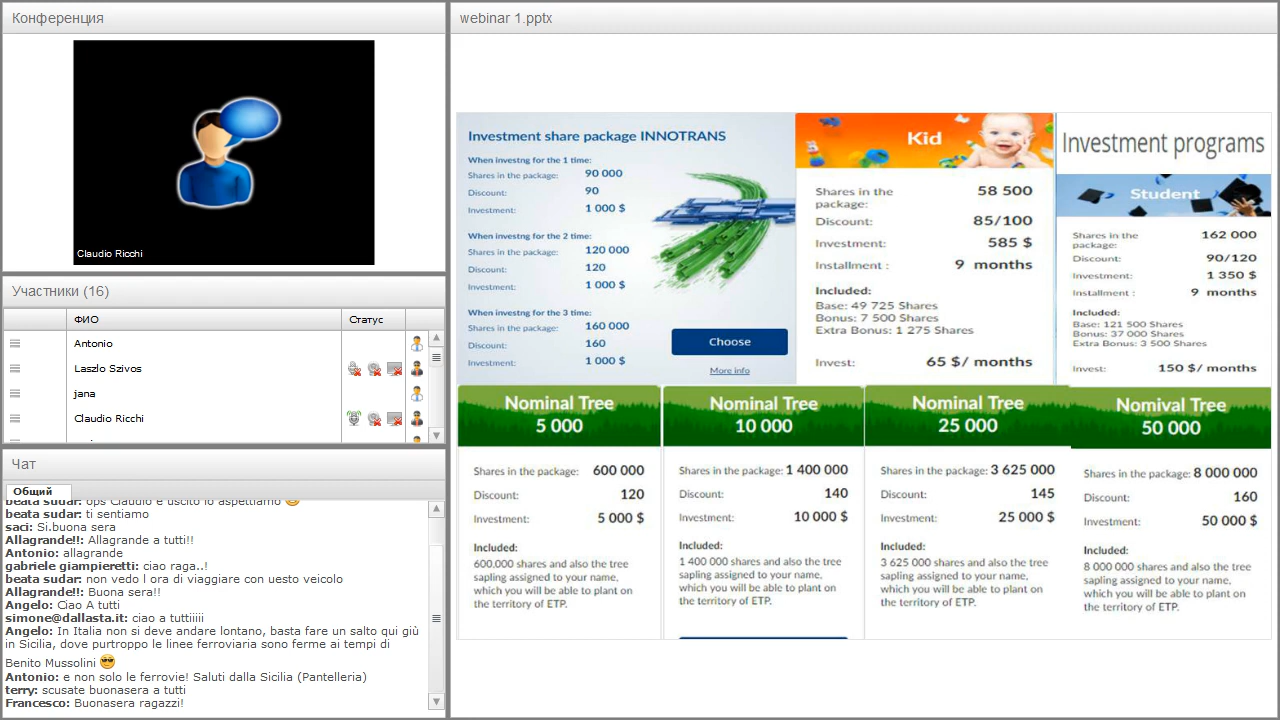 Конференция
Claudio Ricchi
Участники (16)
ФИО
Статус
Antonio
Laszlo Szivos
jana
Claudio Ricchi
Чат
Общий
beata sudar: ops Claudio e uscito lo aspettiamo
beata sudar: ti sentiamo
saci: Si.buona sera
Allagrande!!: Allagrande a tutti!!
Antonio: allagrande
gabriele giampieretti: ciao raga..!
beata sudar: non vedo l ora di viaggiare con uesto veicolo
Allagrande!!: 'Buona sera!!
Angelo: Ciao A tutti
simone@dallasta.it: ciao a tuttiiiii
Angelo: In Italia non si deve andare lontano, basta fare un salto qui giù
in Sicilia, dove purtroppo le linee ferroviaria sono ferme ai tempi di
Benito Mussolini
Antonio: e non solo le ferrovie! Saluti dalla Sicilia (Pantelleria)
terry: scusate buonasera a tutti
Francesco: Buonasera ragazzi!
webinar 1.pptx
Investment share package INNOTRANS
When investng for the 1 time:
Shares in the package: 90 000
Discount: 90
Investment: 1 000 $
When investng for the 2 time:
Shares in the package: 120 000
Discount: 120
Investment: 1 000 $
When investng for the 3 time:
Shares in the package: 160 000
Discount: 160
Investment: 1 000 $
Choose
More info
Kid
Shares in the 58 500
package:
Discount: 85/100
Investment: 585 $
Installment : 9 months
Included:
Base: 49 725 Shares
Bonus: 7 500 Shares
Extra Bonus: 1 275 Shares
Invest: 65 $/ months
Investment programs
Student
Shares in the 162 000
package:
Discount: 90/120
Investment: 1 350 $
Installment : 9 months
Included:
Base: 121 500 Shares
Bonus: 37 000 Shares
Extra Bonus: 3 500 Shares
Invest: 150 $/ months
Nominal Tree
5 000
Shares in the package: 600 000
Discount: 120
Investment: 5 000 $
Included:
600.000 shares and also the tree
sapling assigned to your name,
which you will be able to plant on
the territory of ETP.
Nominal Tree
10 000
Shares in the package: 1 400 000
Discount: 140
Investment: 10 000 $
Included:
1 400 000 shares and also the tree
sapling assigned to your name,
which you will be able to plant on
the territory of ETP.
Nominal Tree
25 000
Shares in the package: 3 625 000
Discount: 145
Investment: 25 000 $
Included:
3 625 000 shares and also the tree
sapling assigned to your name,
which you will be able to plant on
the territory of ETP.
Nomival Tree
50 000
Shares in the package: 8 000 000
Discount: 160
Investment: 50 000 $
Included:
8 000 000 shares and also the tree
sapling assigned to your name,
which you will be able to plant on
the territory of ETP.